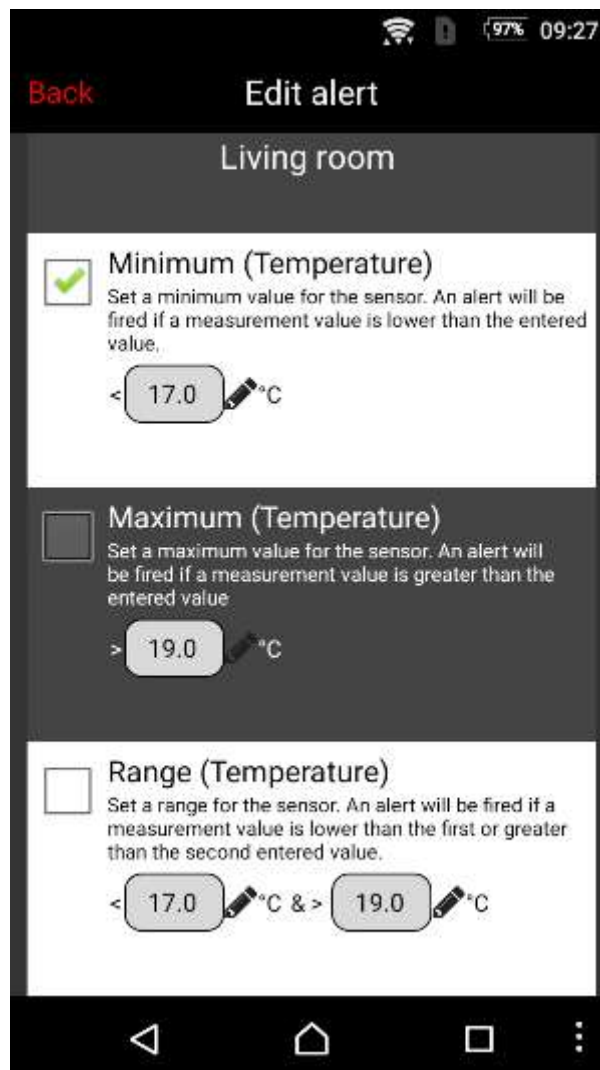 97% 09:27
Back Edit alert
Living room
Minimum (Temperature)
Set a minimum value for the sensor. An alert will be
fired if a measurement value is lower than the entered
value.
< 17.0 °C
Maximum (Temperature)
Set a maximum value for the sensor. An alert will
be fired if a measurement value is greater than the
entered value
> 19.0 °C
Range (Temperature)
Set a range for the sensor. An alert will be fired if a
measurement value is lower than the first or greater
than the second entered value.
< 17.0 °C & > 19.0 °C